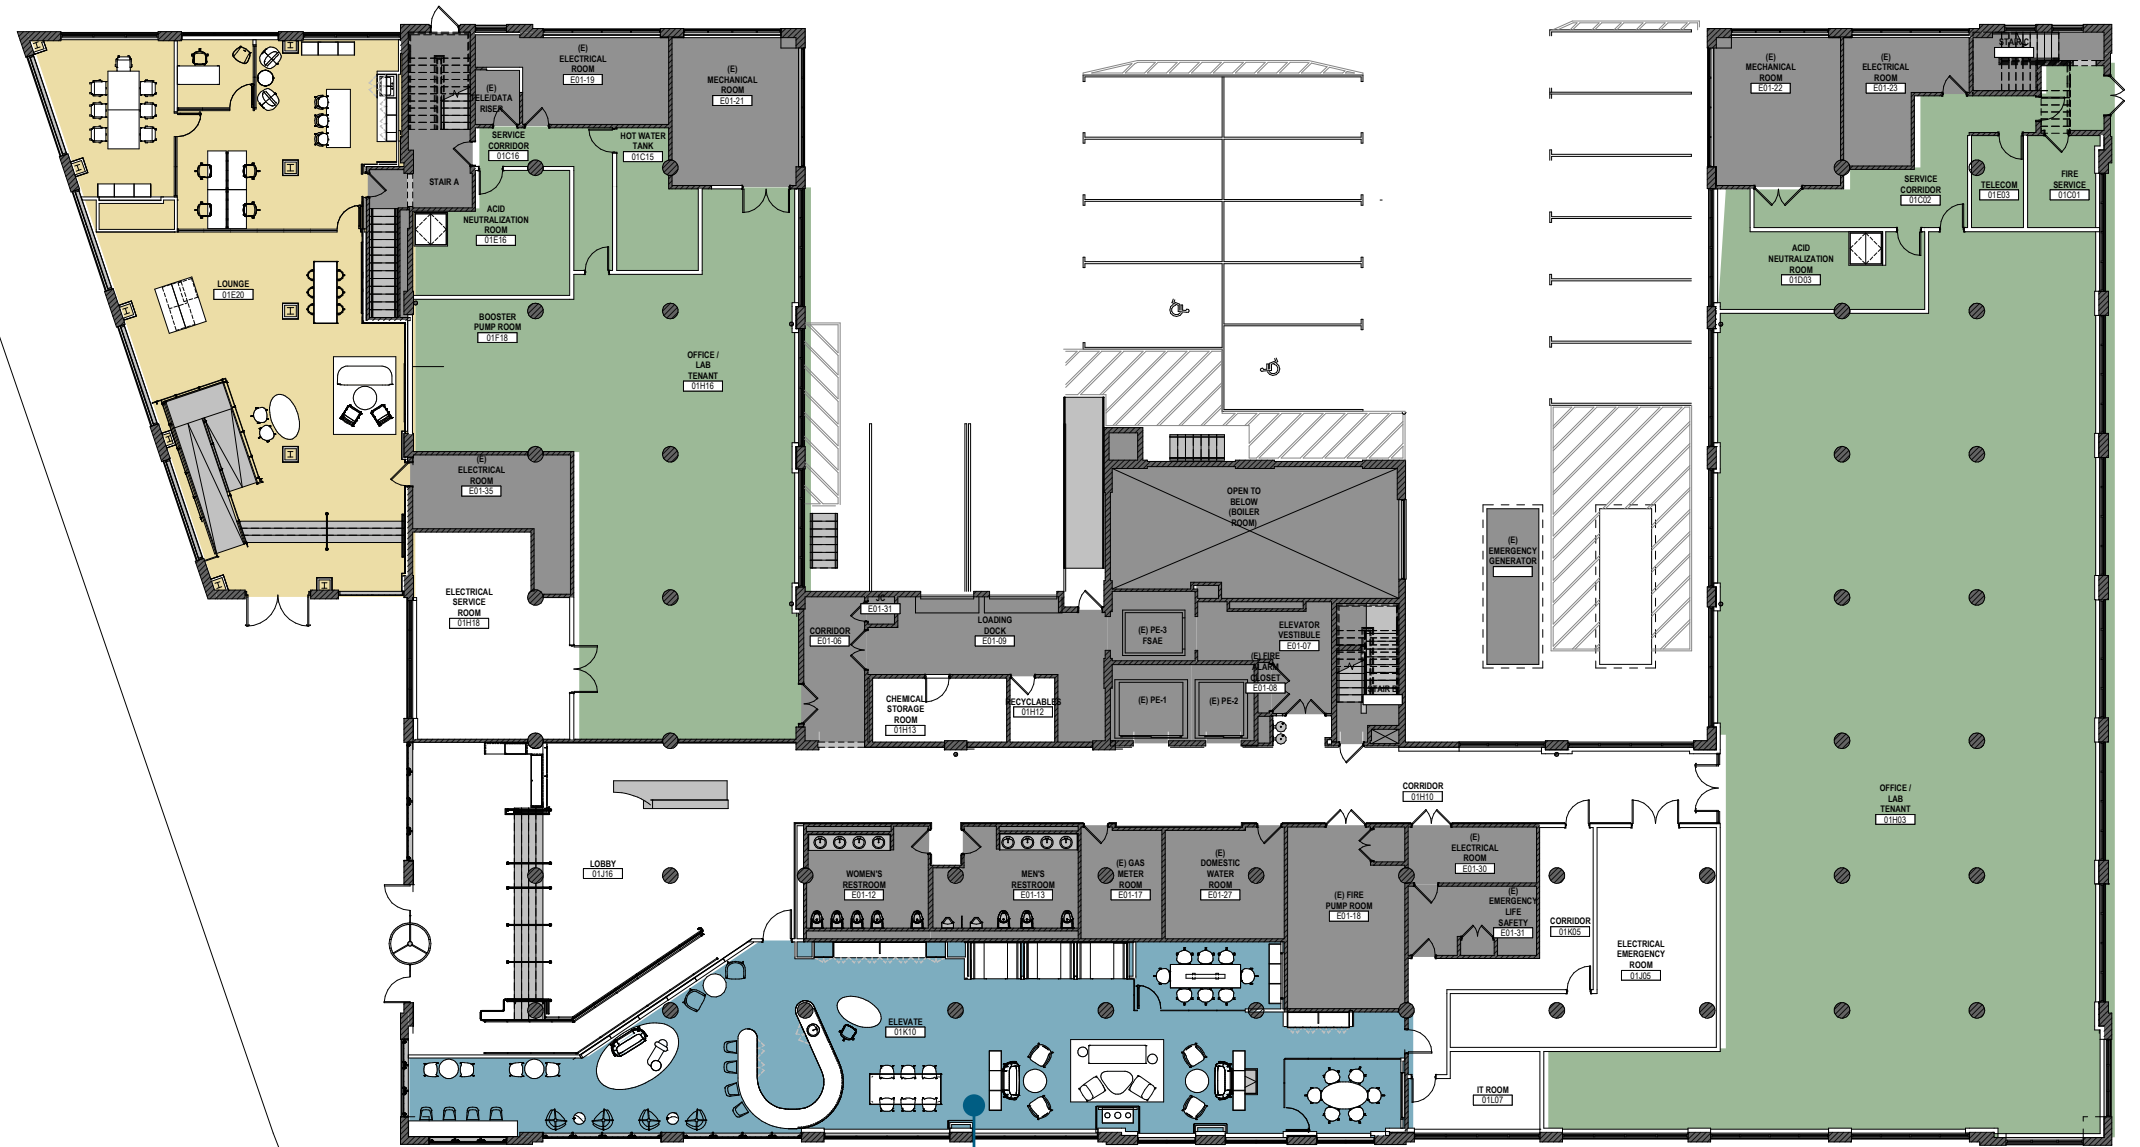 (E)
ELECTRICAL
ROOM
E01-19
(E)
MECHANICAL
ROOM
E01-21
(E)
TELE/DATA
RISER
SERVICE
CORRIDOR
01C16
HOT WATER
TANK
01C15
STAIR A
ACID
NEUTRALIZATION
ROOM
01E16
LOUNGE
01E20
BOOSTER
PUMP ROOM
01F18
OFFICE /
LAB
TENANT
01H16
(E)
ELECTRICAL
ROOM
E01-35
ELECTRICAL
SERVICE
ROOM
01H18
(E)
MECHANICAL
ROOM
E01-22
(E)
ELECTRICAL
ROOM
E01-23
STAIR C
SERVICE
CORRIDOR
01C02
TELECOM
01E03
FIRE
SERVICE
01C01
ACID
NEUTRALIZATION
ROOM
01D03
OPEN TO
BELOW
(BOILER
ROOM)
(E)
EMERGENCY
GENERATOR
JC
E01-31
CORRIDOR
E01-06
LOADING
DOCK
E01-09
(E) PE-3
FSAE
ELEVATOR
VESTIBULE
E01-07
(E) FIRE
ALARM
CLOSET
E01-08
CHEMICAL
STORAGE
ROOM
01H13
RECYCLABLES
01H12
(E) PE-1
(E) PE-2
STAIR B
CORRIDOR
01H10
OFFICE /
LAB
TENANT
01H03
LOBBY
01J16
WOMEN'S
RESTROOM
E01-12
MEN'S
RESTROOM
E01-13
(E) GAS
METER
ROOM
E01-17
(E)
DOMESTIC
WATER
ROOM
E01-27
(E) FIRE
PUMP ROOM
E01-18
(E)
ELECTRICAL
ROOM
E01-30
(E)
EMERGENCY
LIFE
SAFETY
E01-31
CORRIDOR
01K05
ELECTRICAL
EMERGENCY
ROOM
01J05
ELEVATE
01K10
IT ROOM
01L07